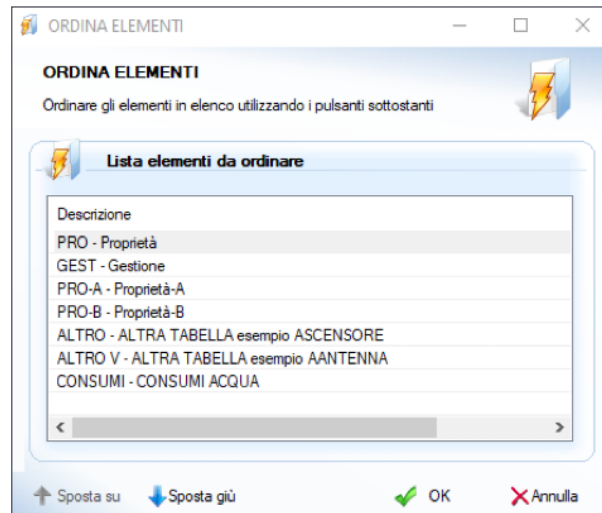 ORDINA ELEMENTI
ORDINA ELEMENTI
Ordinare gli elementi in elenco utilizzando i pulsanti sottostanti
Lista elementi da ordinare
Descrizione
PRO - Proprietà
GEST - Gestione
PRO-A - Proprietà-A
PRO-B - Proprietà-B
ALTRO - ALTRA TABELLA esempio ASCENSORE
ALTRO V - ALTRA TABELLA esempio AANTENNA
CONSUMI - CONSUMI ACQUA
Sposta su Sposta giù OK Annulla